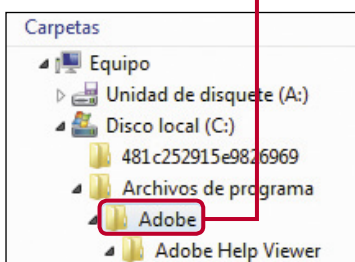 Carpetas
Equipo
Unidad de disquete (A:)
Disco local (C:)
481c252915e9826969
Archivos de programa
Adobe
Adobe Help Viewer